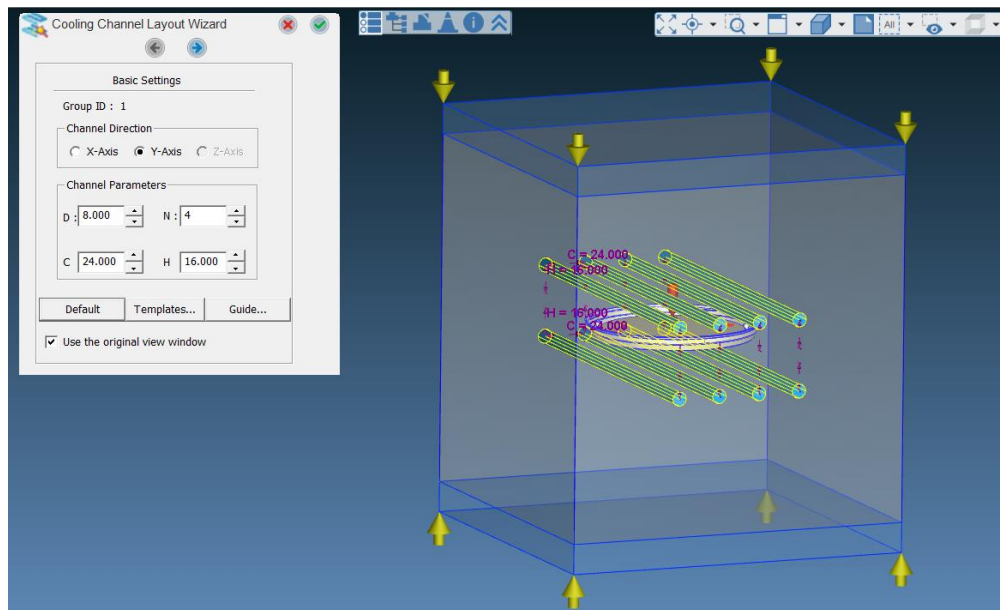 Cooling Channel Layout Wizard
Basic Settings
Group ID : 1
Channel Direction
X-Axis Y-Axis Z-Axis
Channel Parameters
D : 8.000 N : 4
C 24.000 H 16.000
Default Templates... Guide...
Use the original view window
All
C = 24.000
H = 16.000
H = 16.000
C = 24.000